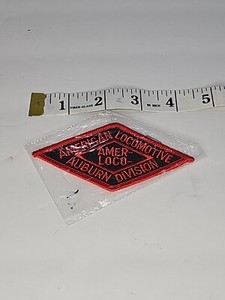 1 2 3 4 5
AMERICAN LOCOMOTIVE
AMER-
LOCO-
AUBURN DIVISION